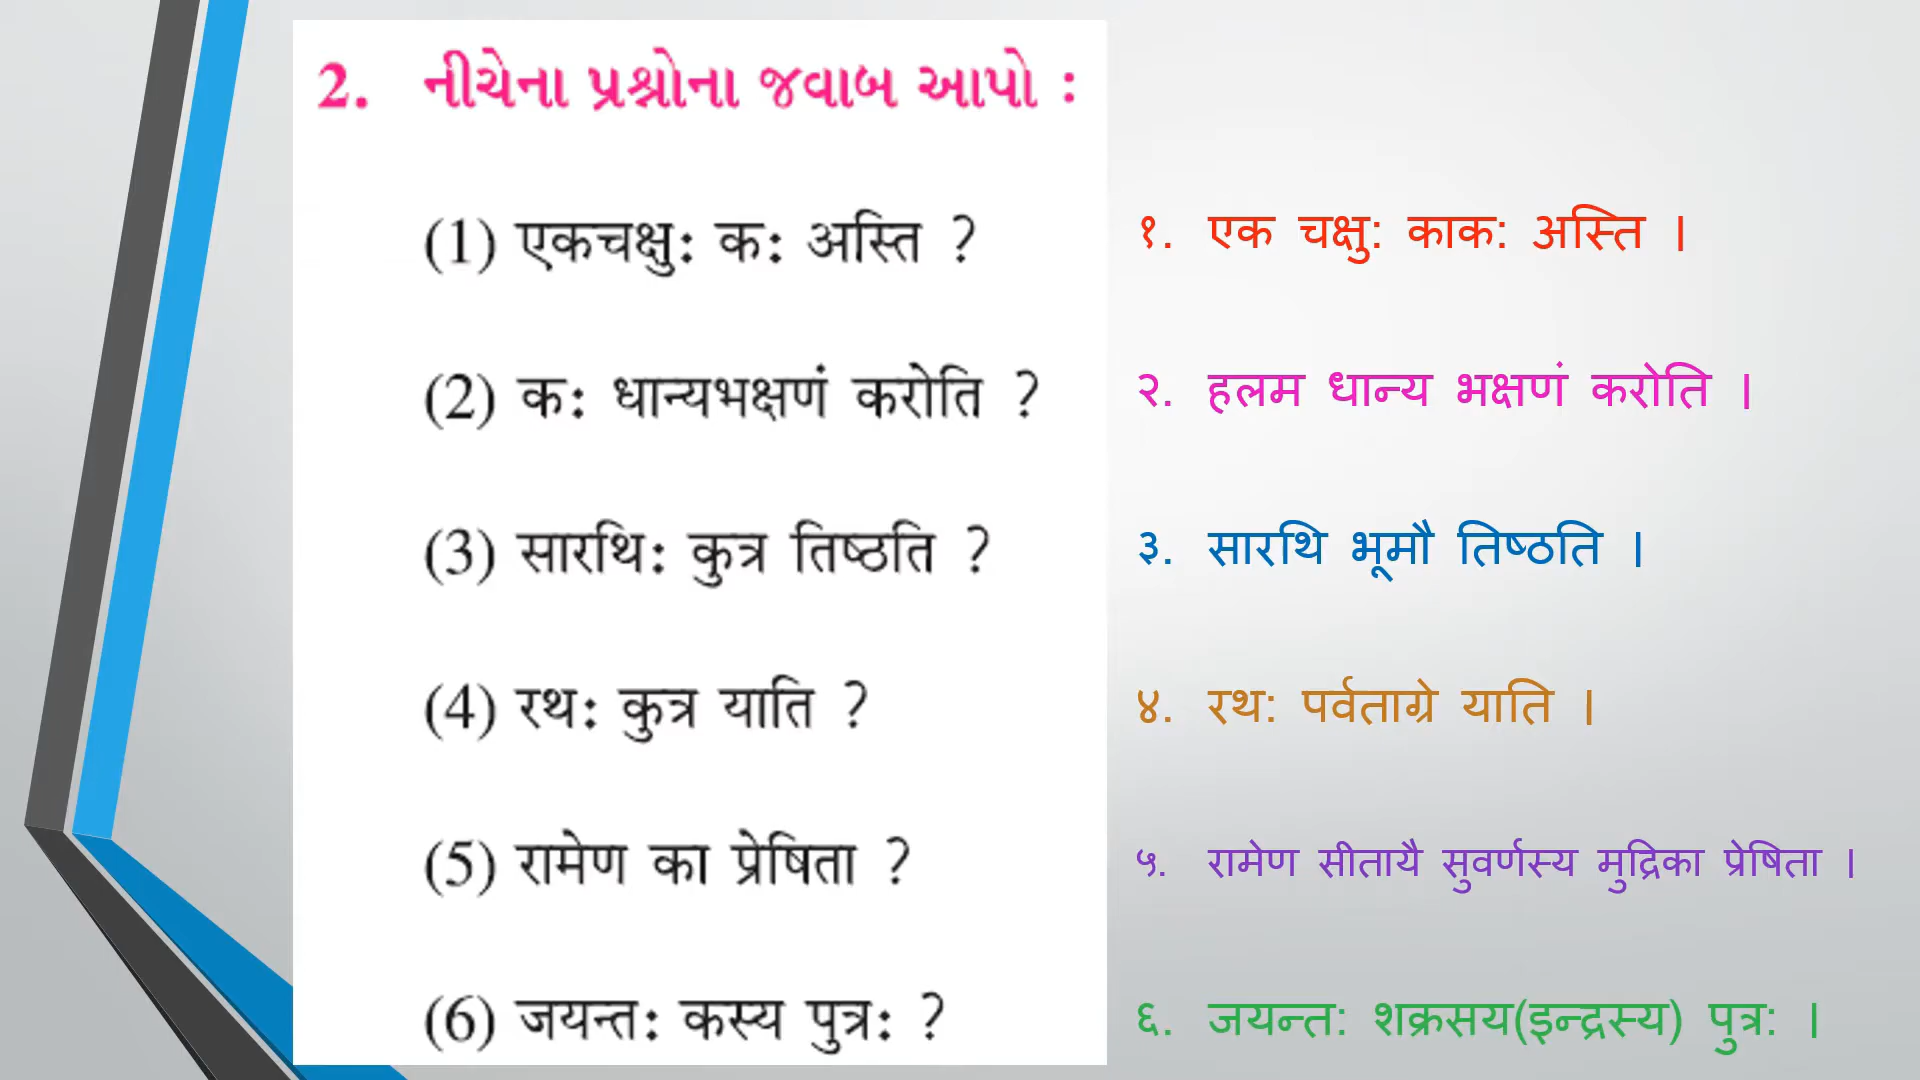 2. નીચેના પ્રશ્નોના જવાબ આપો :
(1) एकचक्षुः कः अस्ति ?
१. एक चक्षु: काक: अस्ति ।
(2) कः धान्यभक्षणं करोति ?
२. हलम धान्य भक्षणं करोति ।
(3) सारथिः कुत्र तिष्ठति ?
३. सारथि भूमौ तिष्ठति ।
(4) रथः कुत्र याति ?
४. रथ: पर्वताग्रे याति ।
(5) रामेण का प्रेषिता ?
५. रामेण सीतायै सुवर्णस्य मुद्रिका प्रेषिता ।
(6) जयन्तः कस्य पुत्रः ?
६. जयन्त: शक्रसय(इन्द्रस्य) पुत्र: ।